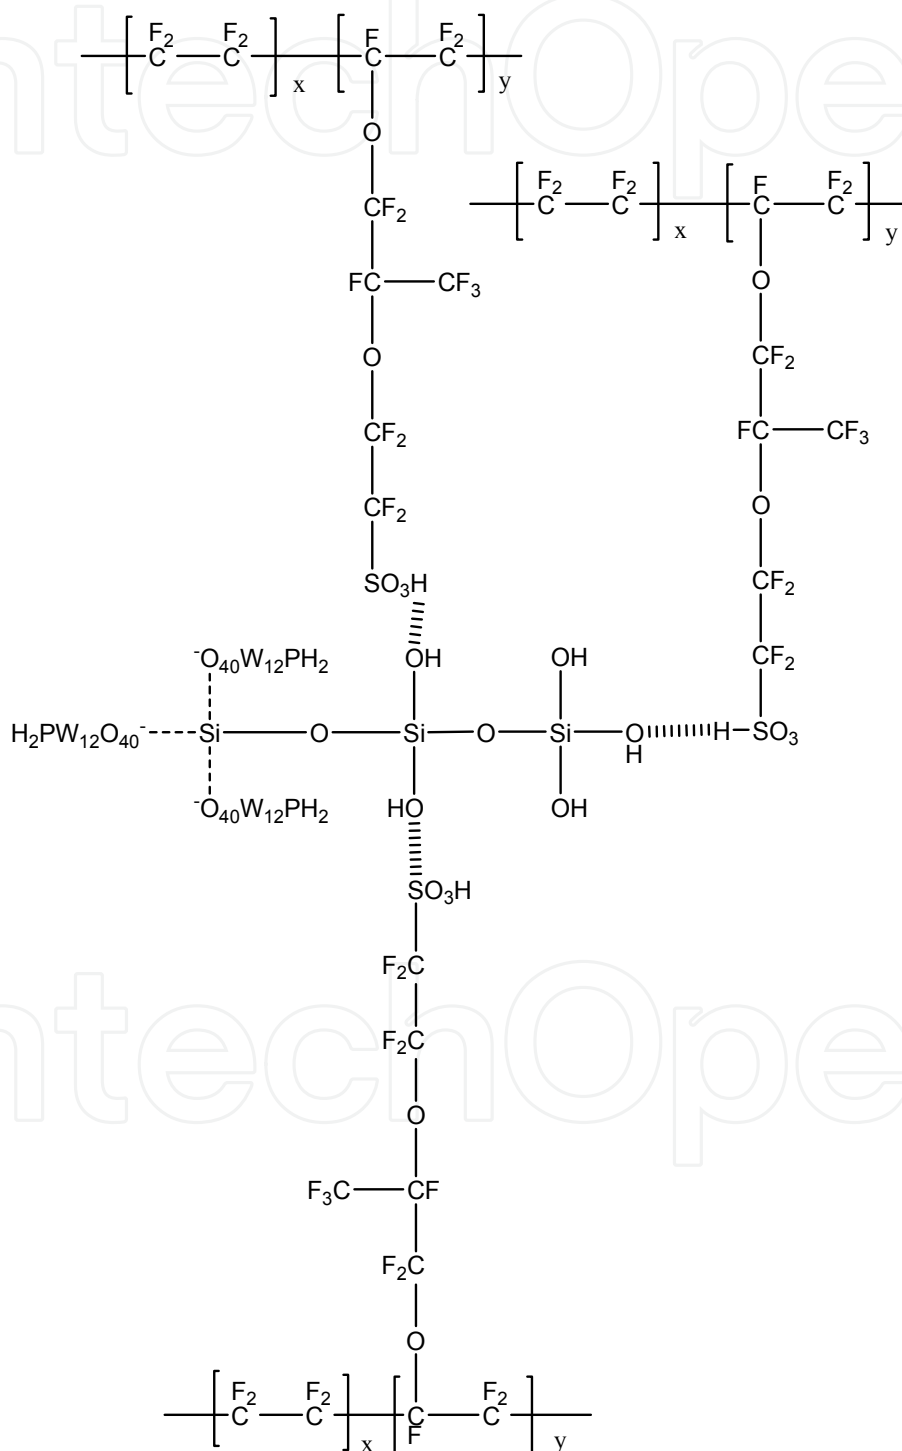 F2 F2 F F2
C C x C C y
O
CF2
F2 F2 F F2
C C x C C y
FC CF3
O
O
CF2
CF2
FC CF3
CF2
O
SO3H
CF2
-O40W12PH2 OH OH CF2
H2PW12O40- Si O Si O Si O H SO3
H
-O40W12PH2 HO OH
SO3H
F2C
F2C
O
F3C CF
F2C
O
F2 F2 F2
C C x C C y
F